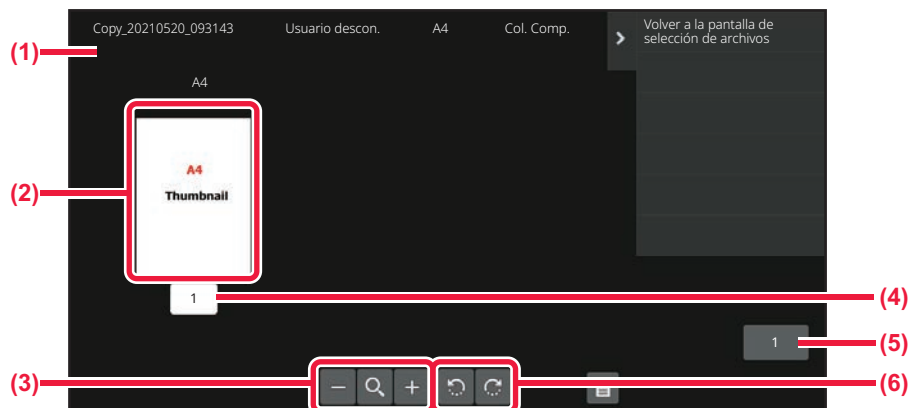 Copy_20210520_093143 Usuario descon. A4 Col. Comp. Volver a la pantalla de
selección de archivos
(1)
A4
(2)
A4
Thumbnail
1
(4)
1
(5)
(3)
(6)